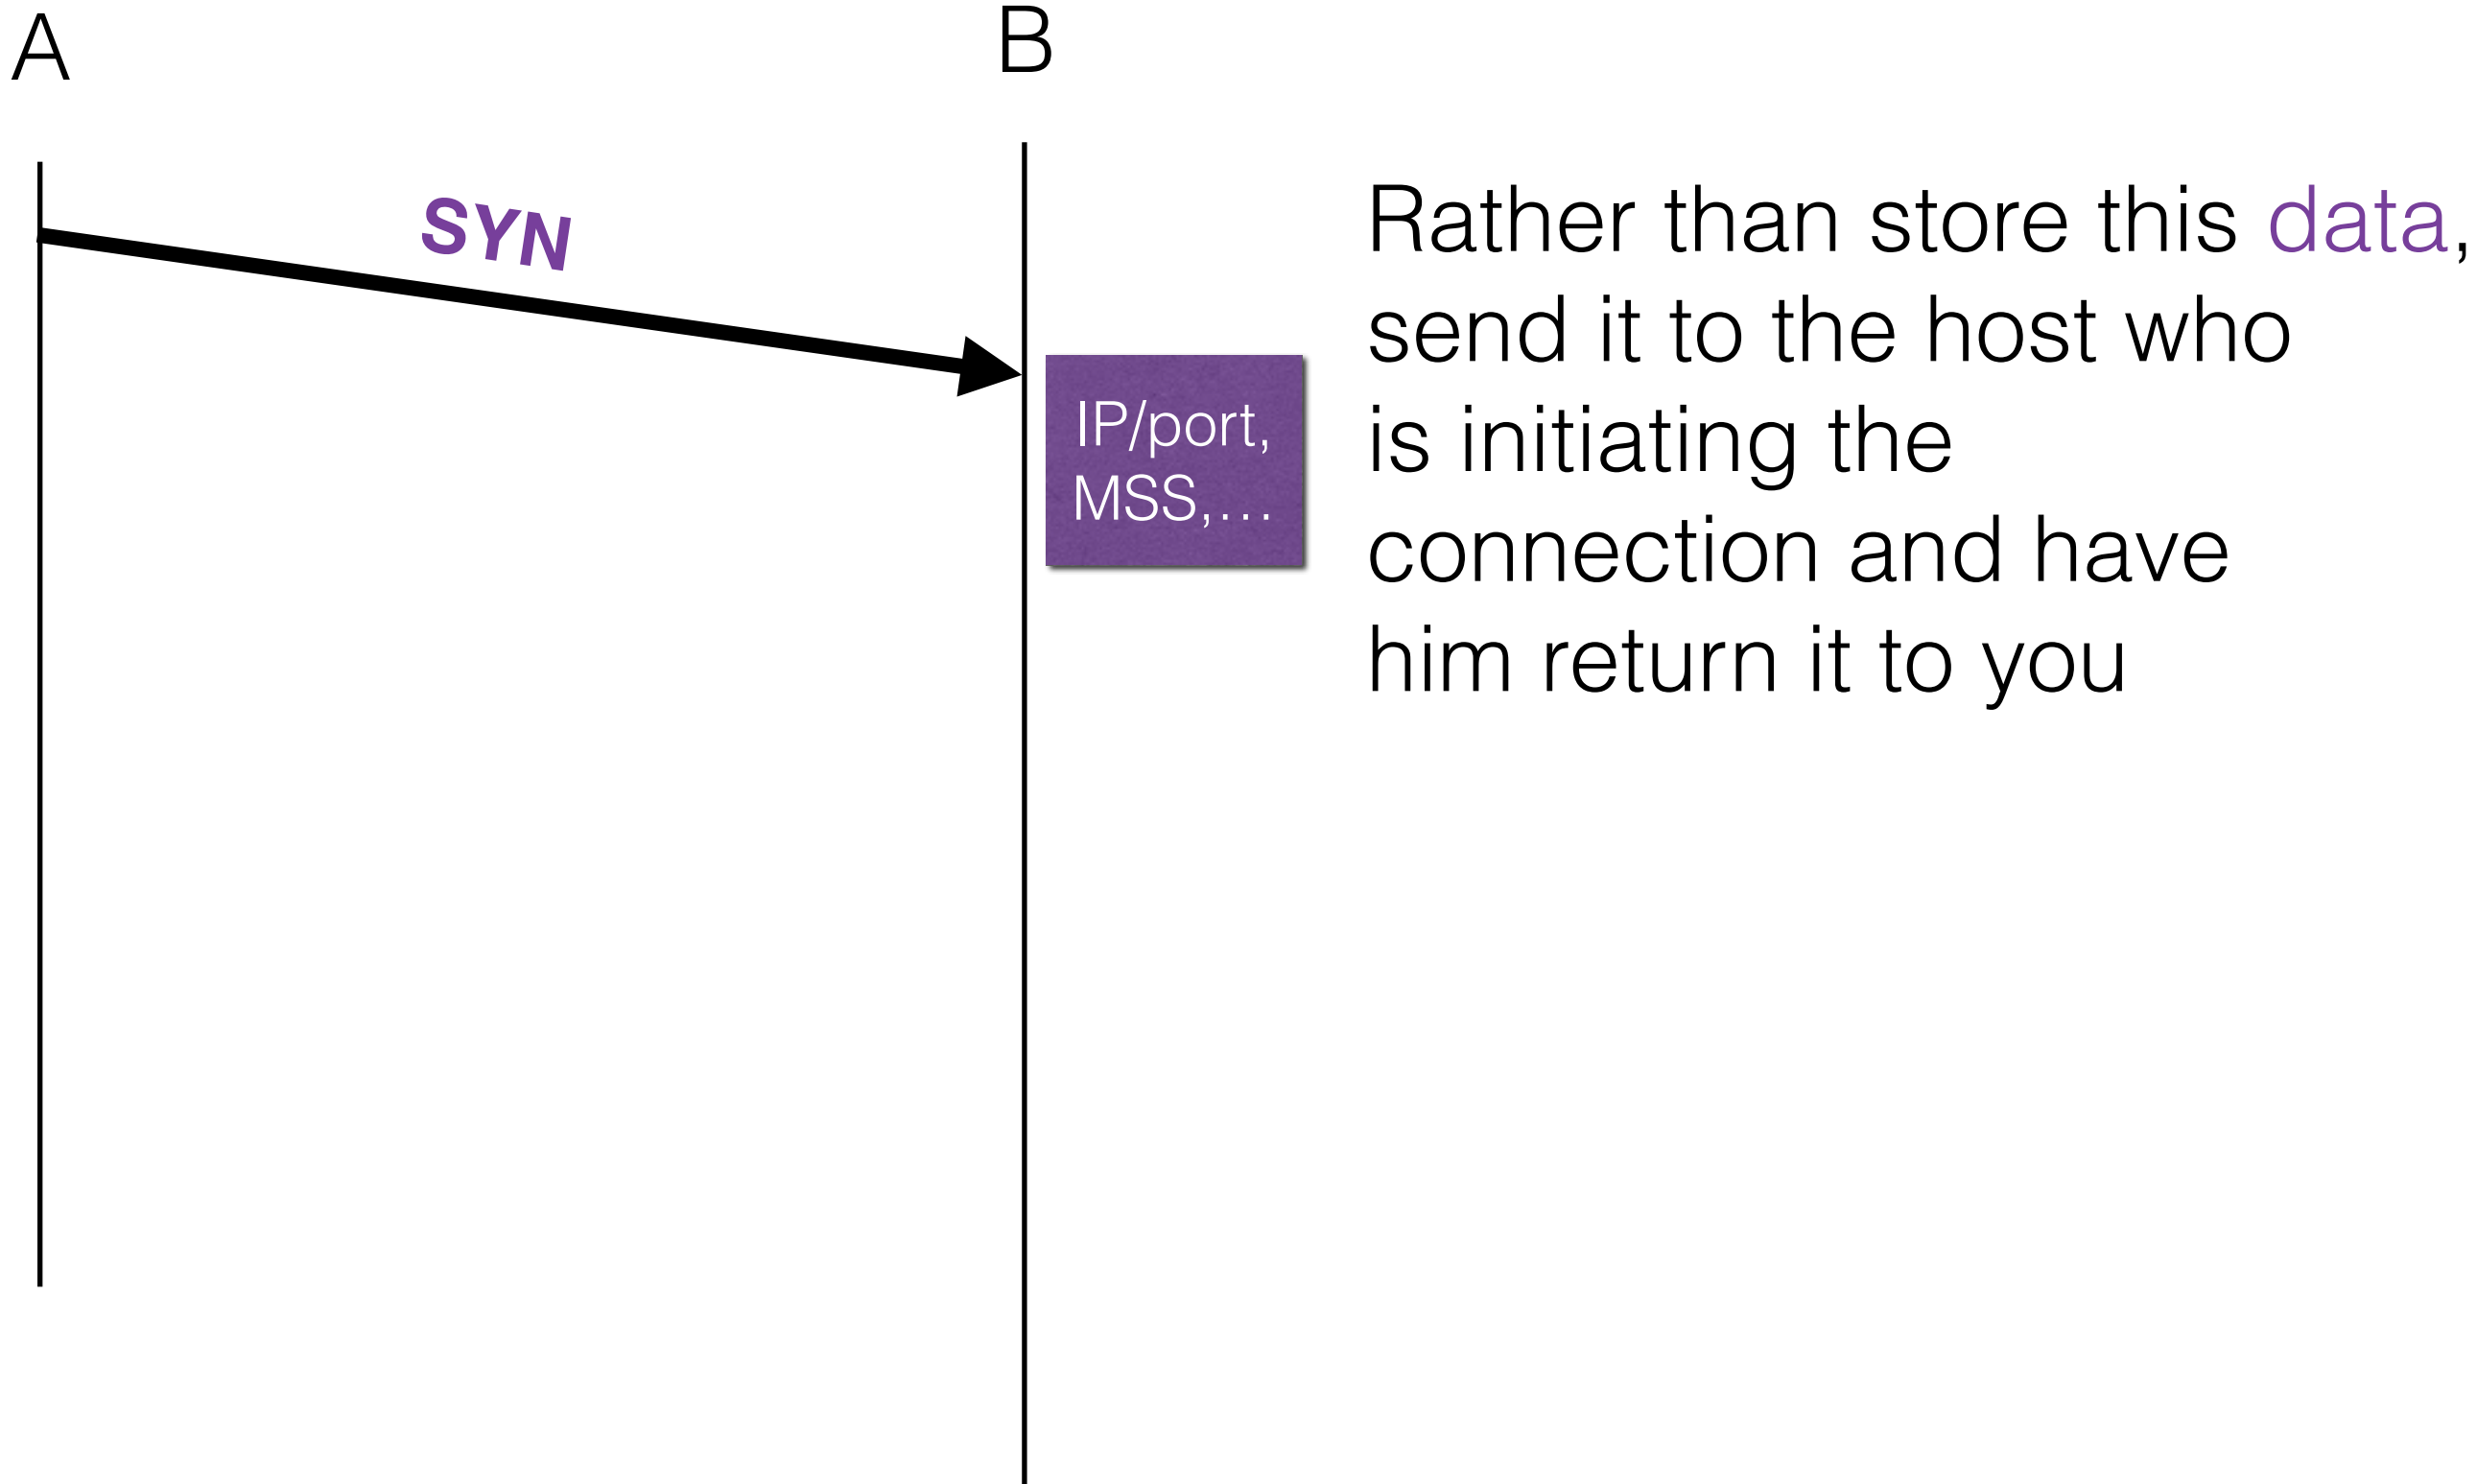 A
B
SYN
IP/port,
MSS,...
Rather than store this data,
send it to the host who
is initiating the
connection and have
him return it to you